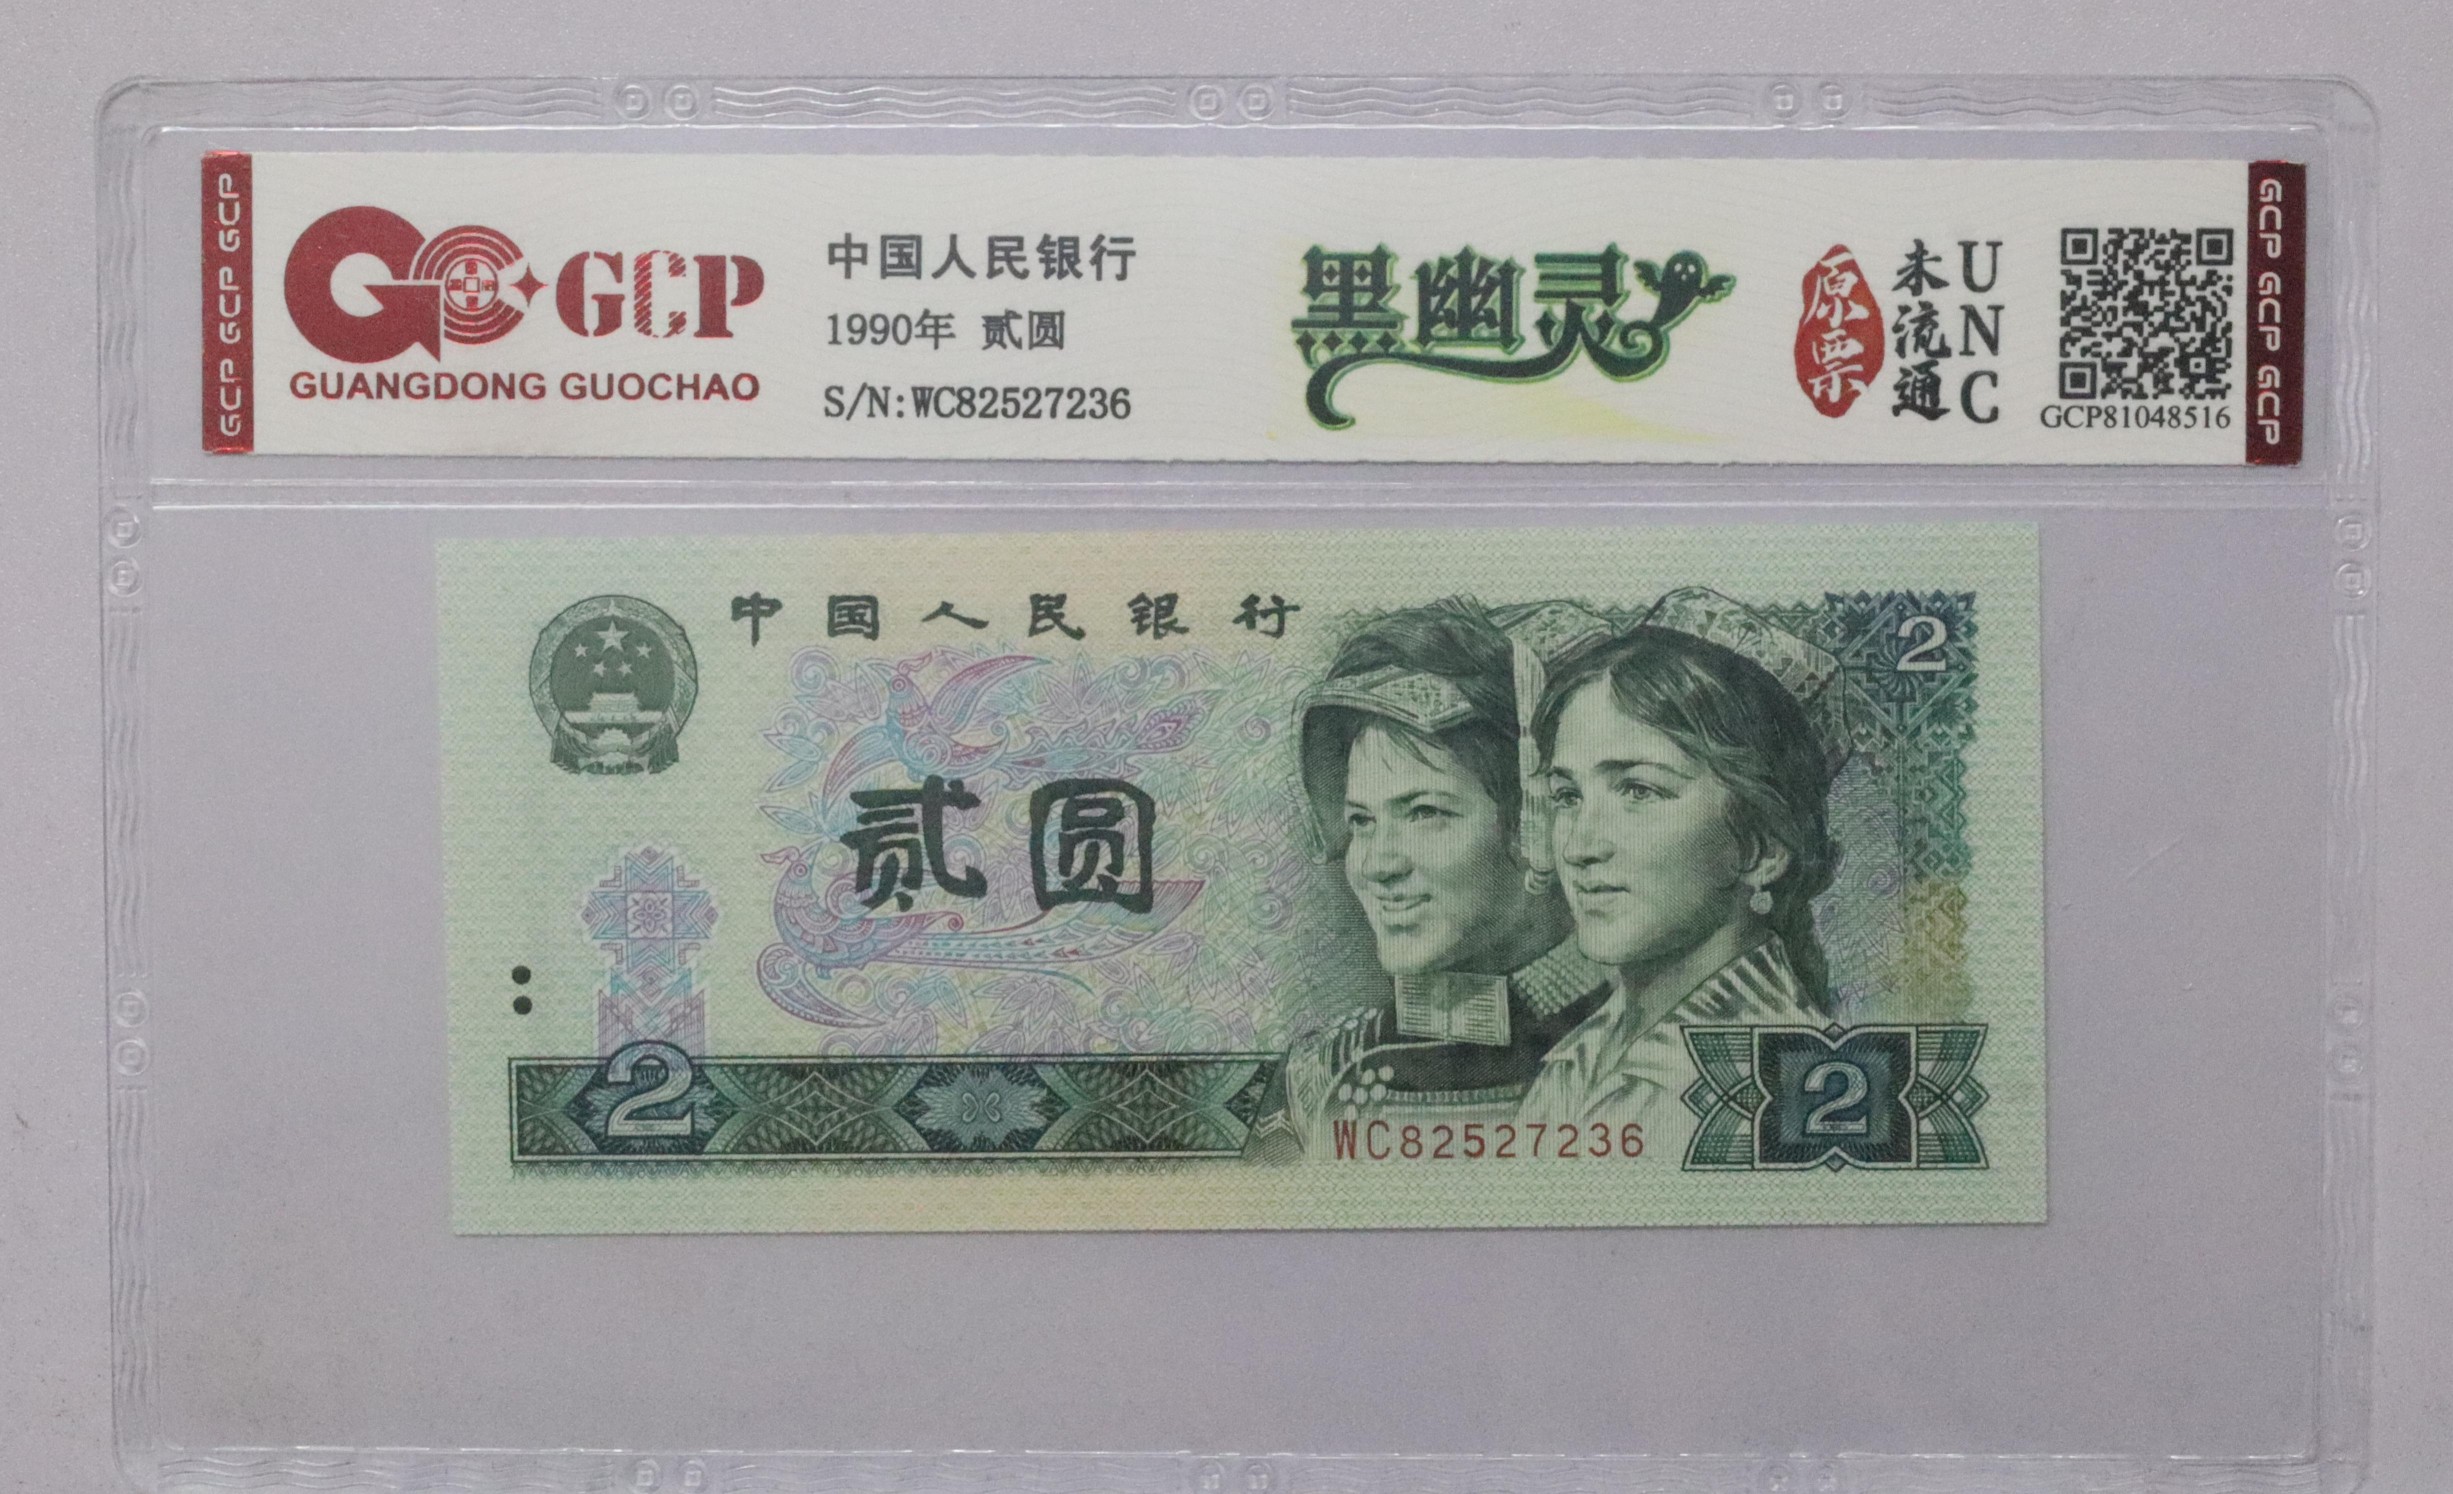 GCP GCP GCP
GCP
GUANGDONG GUOCHAO
中国人民银行
1990年 贰圆
S/N:WC82527236
黑幽灵
原票
未流通
UNC
GCP81048516
GCP GCP GCP
中国人民银行
2
贰圆
2
WC82527236
2